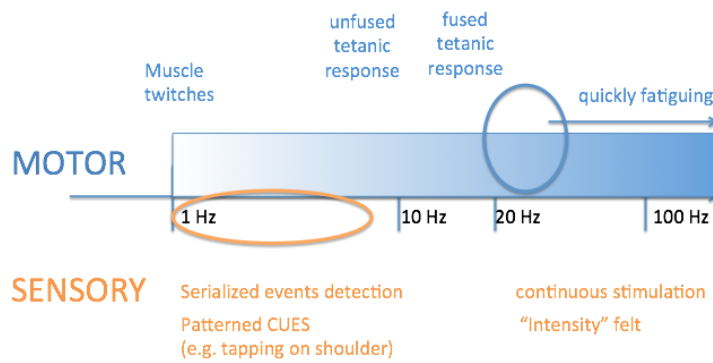 unfused
tetanic
response
fused
tetanic
response
Muscle
twitches
quickly fatiguing
MOTOR
1 Hz
10 Hz
20 Hz
100 Hz
SENSORY
Serialized events detection
continuous stimulation
Patterned CUES
(e.g. tapping on shoulder)
“Intensity” felt